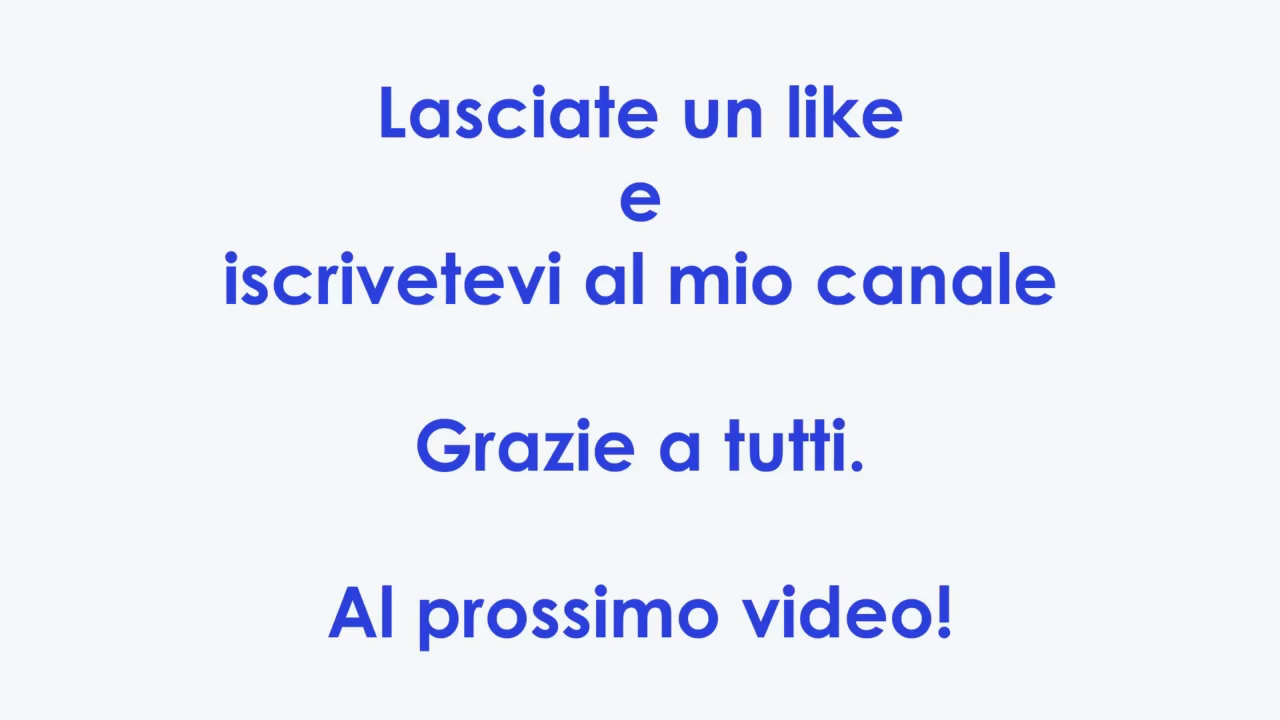 Lasciate un like
e
iscrivetevi al mio canale
Grazie a tutti.
Al prossimo video!